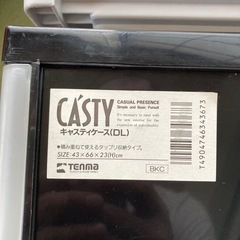 CA'STY
CASUAL PRESENCE
Simple and Basic Pursuit
キャスティケース(DL)
●積み重ねて使えるタップリ収納タイプ。
SIZE:43×66×23(H)cm
TENMA
BKC
T4904746343673